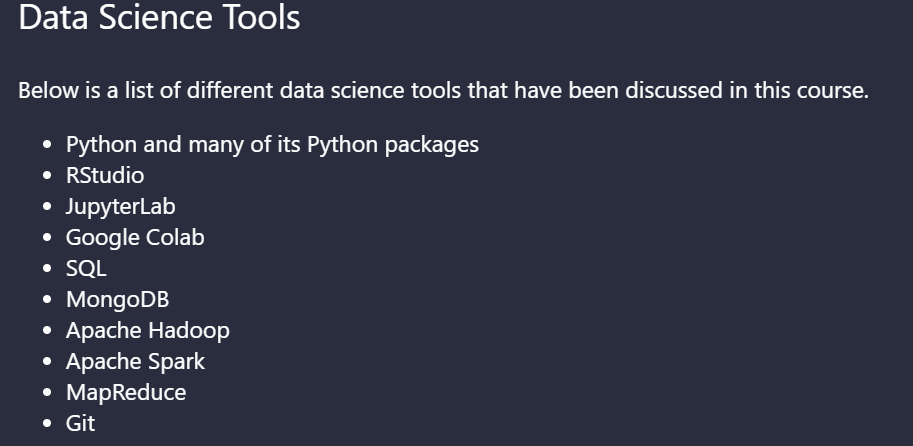 Data Science Tools
Below is a list of different data science tools that have been discussed in this course.
• Python and many of its Python packages
• RStudio
• JupyterLab
• Google Colab
• SQL
• MongoDB
• Apache Hadoop
• Apache Spark
• MapReduce
• Git